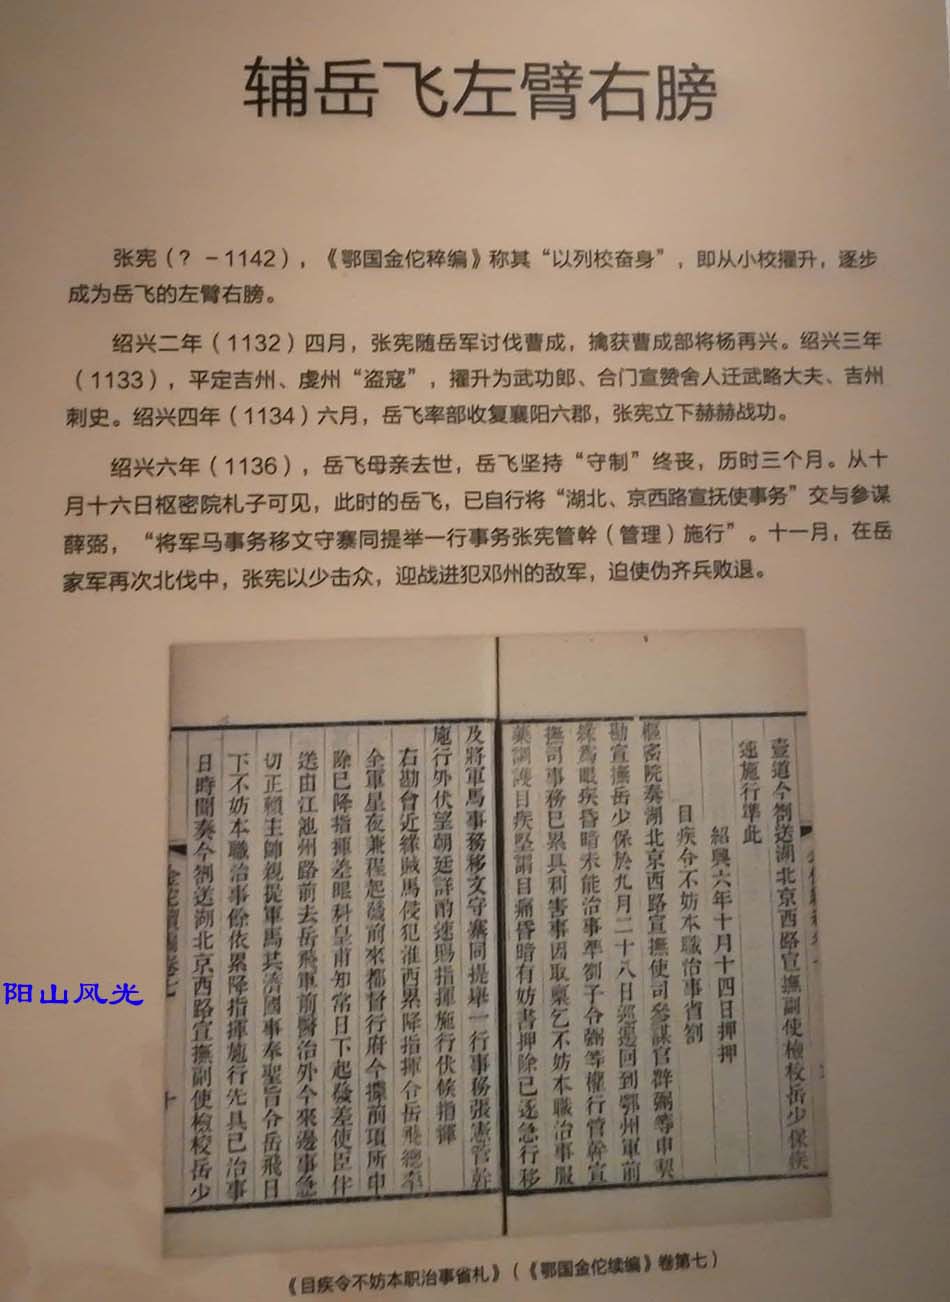 辅岳飞左臂右膀
张宪(？－1142)，《鄂国金佗稡编》称其“以列校奋身”，即从小校擢升，逐步
成为岳飞的左臂右膀。
绍兴二年(1132)四月，张宪随岳军讨伐曹成，擒获曹成部将杨再兴。绍兴三年
(1133)，平定吉州、虔州“盗寇”，擢升为武功郎、合门宣赞舍人迁武略大夫、吉州
刺史。绍兴四年(1134)六月，岳飞率部收复襄阳六郡，张宪立下赫赫战功。
绍兴六年(1136)，岳飞母亲去世，岳飞坚持“守制”终丧，历时三个月。从十
月十六日枢密院札子可见，此时的岳飞，已自行将“湖北、京西路宣抚使事务”交与参谋
薛弼，“将军马事务移文守寨同提举一行事务张宪管幹(管理)施行”。十一月，在岳
家军再次北伐中，张宪以少击众，迎战进犯邓州的敌军，迫使伪齐兵败退。
壹道今劄送湖北京西路宣撫副使檢校岳少保疾
速施行準此
紹興六年十月十四日押押
目疾令不妨本職治事省劄
樞密院奏湖北京西路宣撫使司參謀官薛弼等申契
勘宣撫岳少保於九月二十八日巡邊回到鄂州軍前
緣為眼疾昏暗未能治事準劄子令弼等權行管幹宣
撫司事務已累具利害事因取稟乞不妨本職治事服
藥調護目疾堅謂目痛昏暗有妨書押除已逐急行移
及將軍馬事務移文守寨同提舉一行事務張憲管幹
施行外伏望朝廷詳酌速賜指揮施行伏候指揮
右勘會近緣賊馬侵犯淮西累降指揮令岳飛總率
全軍星夜兼程起發前來都督行府今據前項所申
除已降指揮差眼科皇甫知常日下起發差使臣伴
送由江池州路前去岳飛軍前醫治外今來邊事急
切正賴主帥親提軍馬共濟國事奉聖旨令岳飛日
下不妨本職治事餘依累降指揮施行先具已治事
日時聞奏今劄送湖北京西路宣撫副使檢校岳少
十
阳山风光
《目疾令不妨本职治事省札》(《鄂国金佗续编》卷第七)